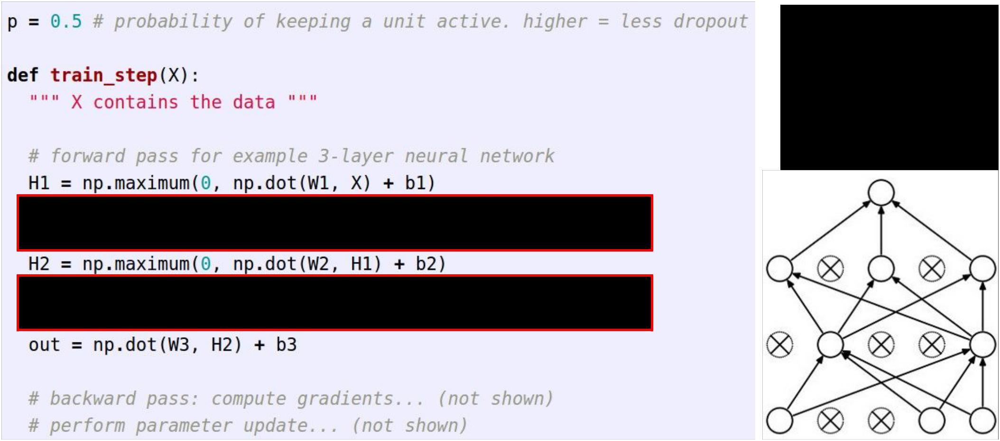 p = 0.5 # probability of keeping a unit active. higher = less dropout
def train_step(X):
""" X contains the data """
# forward pass for example 3-layer neural network
H1 = np.maximum(0, np.dot(W1, X) + b1)
H2 = np.maximum(0, np.dot(W2, H1) + b2)
out = np.dot(W3, H2) + b3
# backward pass: compute gradients... (not shown)
# perform parameter update... (not shown)